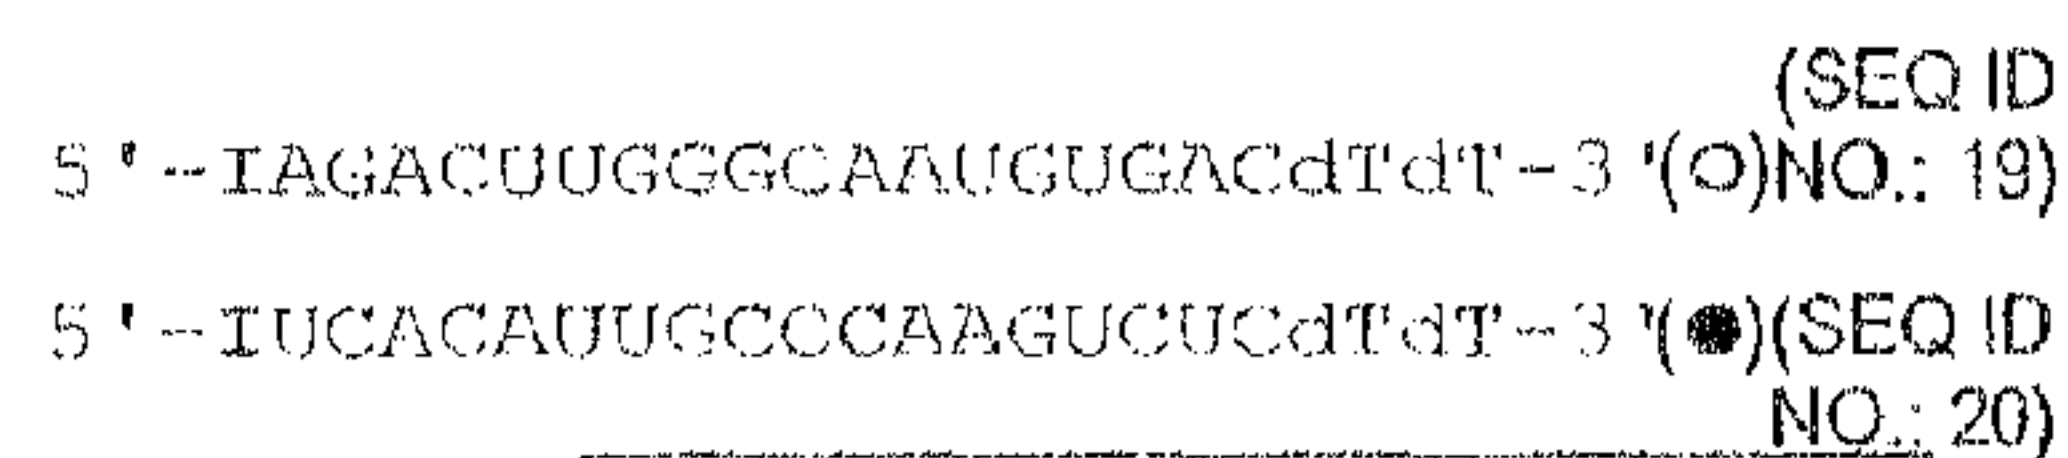 (SEQ ID
5'-IAGACUUGGGCAAUGUGACdTdT-3'(○)NO.: 19)
5'-IUCACAUUGCCCAAGUCUCdTdT-3'(●)(SEQ ID
NO.: 20)